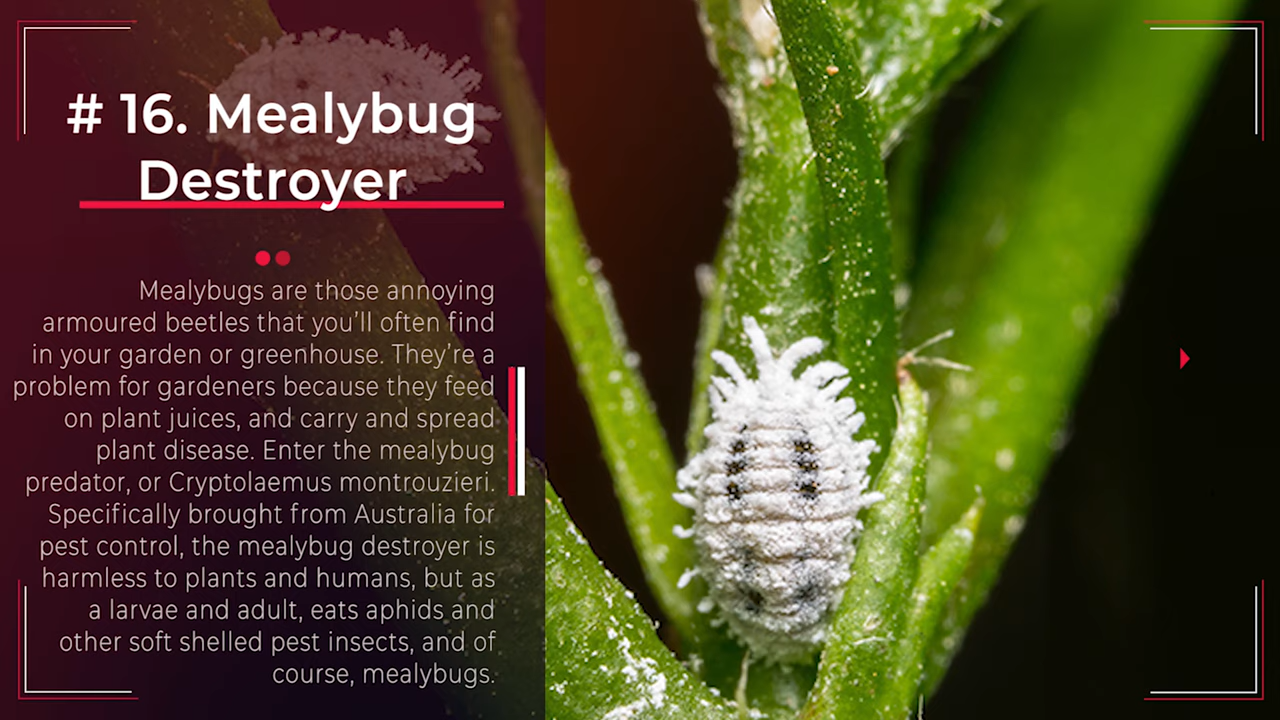 # 16. Mealybug
Destroyer
Mealybugs are those annoying
armoured beetles that you’ll often find
in your garden or greenhouse. They’re a
problem for gardeners because they feed
on plant juices, and carry and spread
plant disease. Enter the mealybug
predator, or Cryptolaemus montrouzieri.
Specifically brought from Australia for
pest control, the mealybug destroyer is
harmless to plants and humans, but as
a larvae and adult, eats aphids and
other soft shelled pest insects, and of
course, mealybugs.